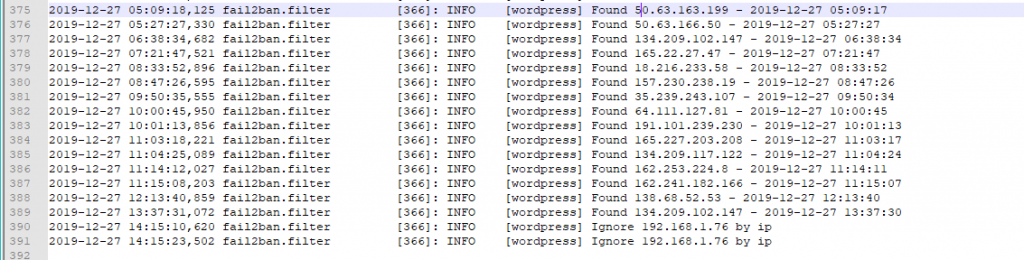 375 2019-12-27 05:09:18,125 fail2ban.filter [366]: INFO [wordpress] Found 50.63.163.199 - 2019-12-27 05:09:17
376 2019-12-27 05:27:27,330 fail2ban.filter [366]: INFO [wordpress] Found 50.63.166.50 - 2019-12-27 05:27:27
377 2019-12-27 06:38:34,682 fail2ban.filter [366]: INFO [wordpress] Found 134.209.102.147 - 2019-12-27 06:38:34
378 2019-12-27 07:21:47,521 fail2ban.filter [366]: INFO [wordpress] Found 165.22.27.47 - 2019-12-27 07:21:47
379 2019-12-27 08:33:52,896 fail2ban.filter [366]: INFO [wordpress] Found 18.216.233.58 - 2019-12-27 08:33:52
380 2019-12-27 08:47:26,595 fail2ban.filter [366]: INFO [wordpress] Found 157.230.238.19 - 2019-12-27 08:47:26
381 2019-12-27 09:50:35,555 fail2ban.filter [366]: INFO [wordpress] Found 35.239.243.107 - 2019-12-27 09:50:34
382 2019-12-27 10:00:45,950 fail2ban.filter [366]: INFO [wordpress] Found 64.111.127.81 - 2019-12-27 10:00:45
383 2019-12-27 10:01:13,856 fail2ban.filter [366]: INFO [wordpress] Found 191.101.239.230 - 2019-12-27 10:01:13
384 2019-12-27 11:03:18,221 fail2ban.filter [366]: INFO [wordpress] Found 165.227.203.208 - 2019-12-27 11:03:17
385 2019-12-27 11:04:25,089 fail2ban.filter [366]: INFO [wordpress] Found 134.209.117.122 - 2019-12-27 11:04:24
386 2019-12-27 11:14:12,027 fail2ban.filter [366]: INFO [wordpress] Found 162.253.224.8 - 2019-12-27 11:14:11
387 2019-12-27 11:15:08,203 fail2ban.filter [366]: INFO [wordpress] Found 162.241.182.166 - 2019-12-27 11:15:07
388 2019-12-27 12:13:40,859 fail2ban.filter [366]: INFO [wordpress] Found 138.68.52.53 - 2019-12-27 12:13:40
389 2019-12-27 13:37:31,072 fail2ban.filter [366]: INFO [wordpress] Found 134.209.102.147 - 2019-12-27 13:37:30
390 2019-12-27 14:15:10,620 fail2ban.filter [366]: INFO [wordpress] Ignore 192.168.1.76 by ip
391 2019-12-27 14:15:23,502 fail2ban.filter [366]: INFO [wordpress] Ignore 192.168.1.76 by ip
392